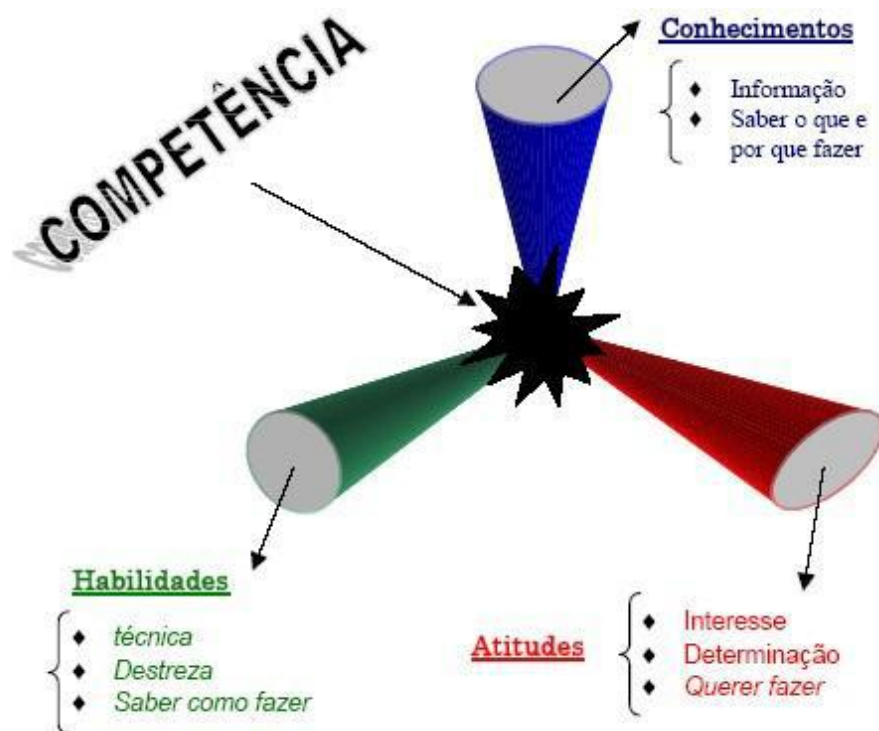 COMPETÊNCIA
Conhecimentos
♦ Informação
♦ Saber o que e
por que fazer
Habilidades
♦ técnica
♦ Destreza
♦ Saber como fazer
Atitudes
♦ Interesse
♦ Determinação
♦ Querer fazer